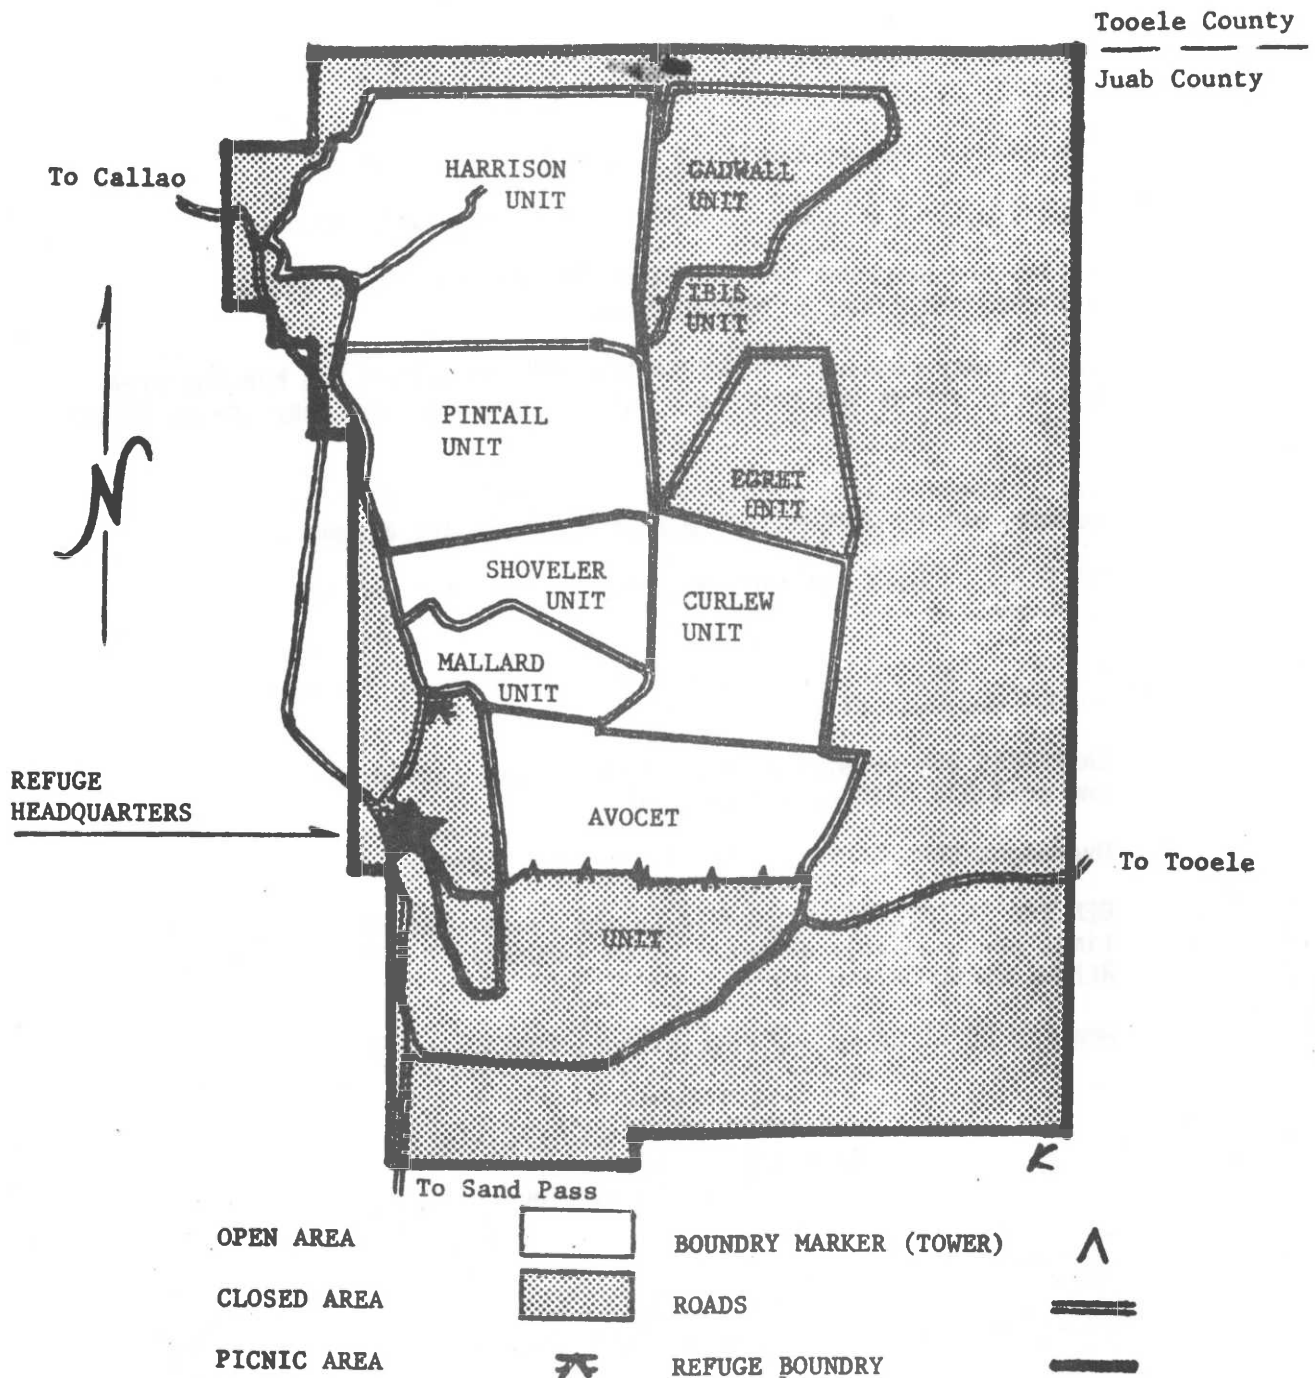 Tooele County
Juab County
To Callao
HARRISON
UNIT
GADWALL
UNIT
IBIS
UNIT
N
PINTAIL
UNIT
EGRET
UNIT
SHOVELER
UNIT
CURLEW
UNIT
MALLARD
UNIT
REFUGE
HEADQUARTERS
AVOCET
To Tooele
UNIT
K
To Sand Pass
OPEN AREA
BOUNDRY MARKER (TOWER)
CLOSED AREA
ROADS
PICNIC AREA
REFUGE BOUNDRY